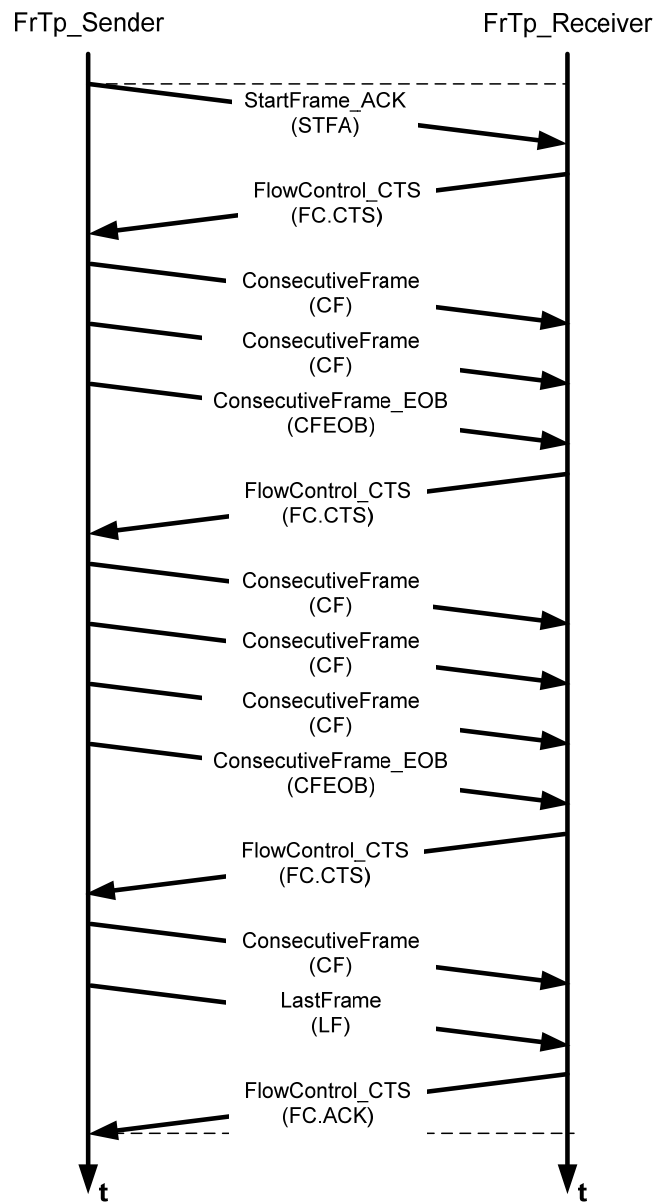 FrTp_Sender
FrTp_Receiver
StartFrame_ACK
(STFA)
FlowControl_CTS
(FC.CTS)
ConsecutiveFrame
(CF)
ConsecutiveFrame
(CF)
ConsecutiveFrame_EOB
(CFEOB)
FlowControl_CTS
(FC.CTS)
ConsecutiveFrame
(CF)
ConsecutiveFrame
(CF)
ConsecutiveFrame
(CF)
ConsecutiveFrame_EOB
(CFEOB)
FlowControl_CTS
(FC.CTS)
ConsecutiveFrame
(CF)
LastFrame
(LF)
FlowControl_CTS
(FC.ACK)
t
t